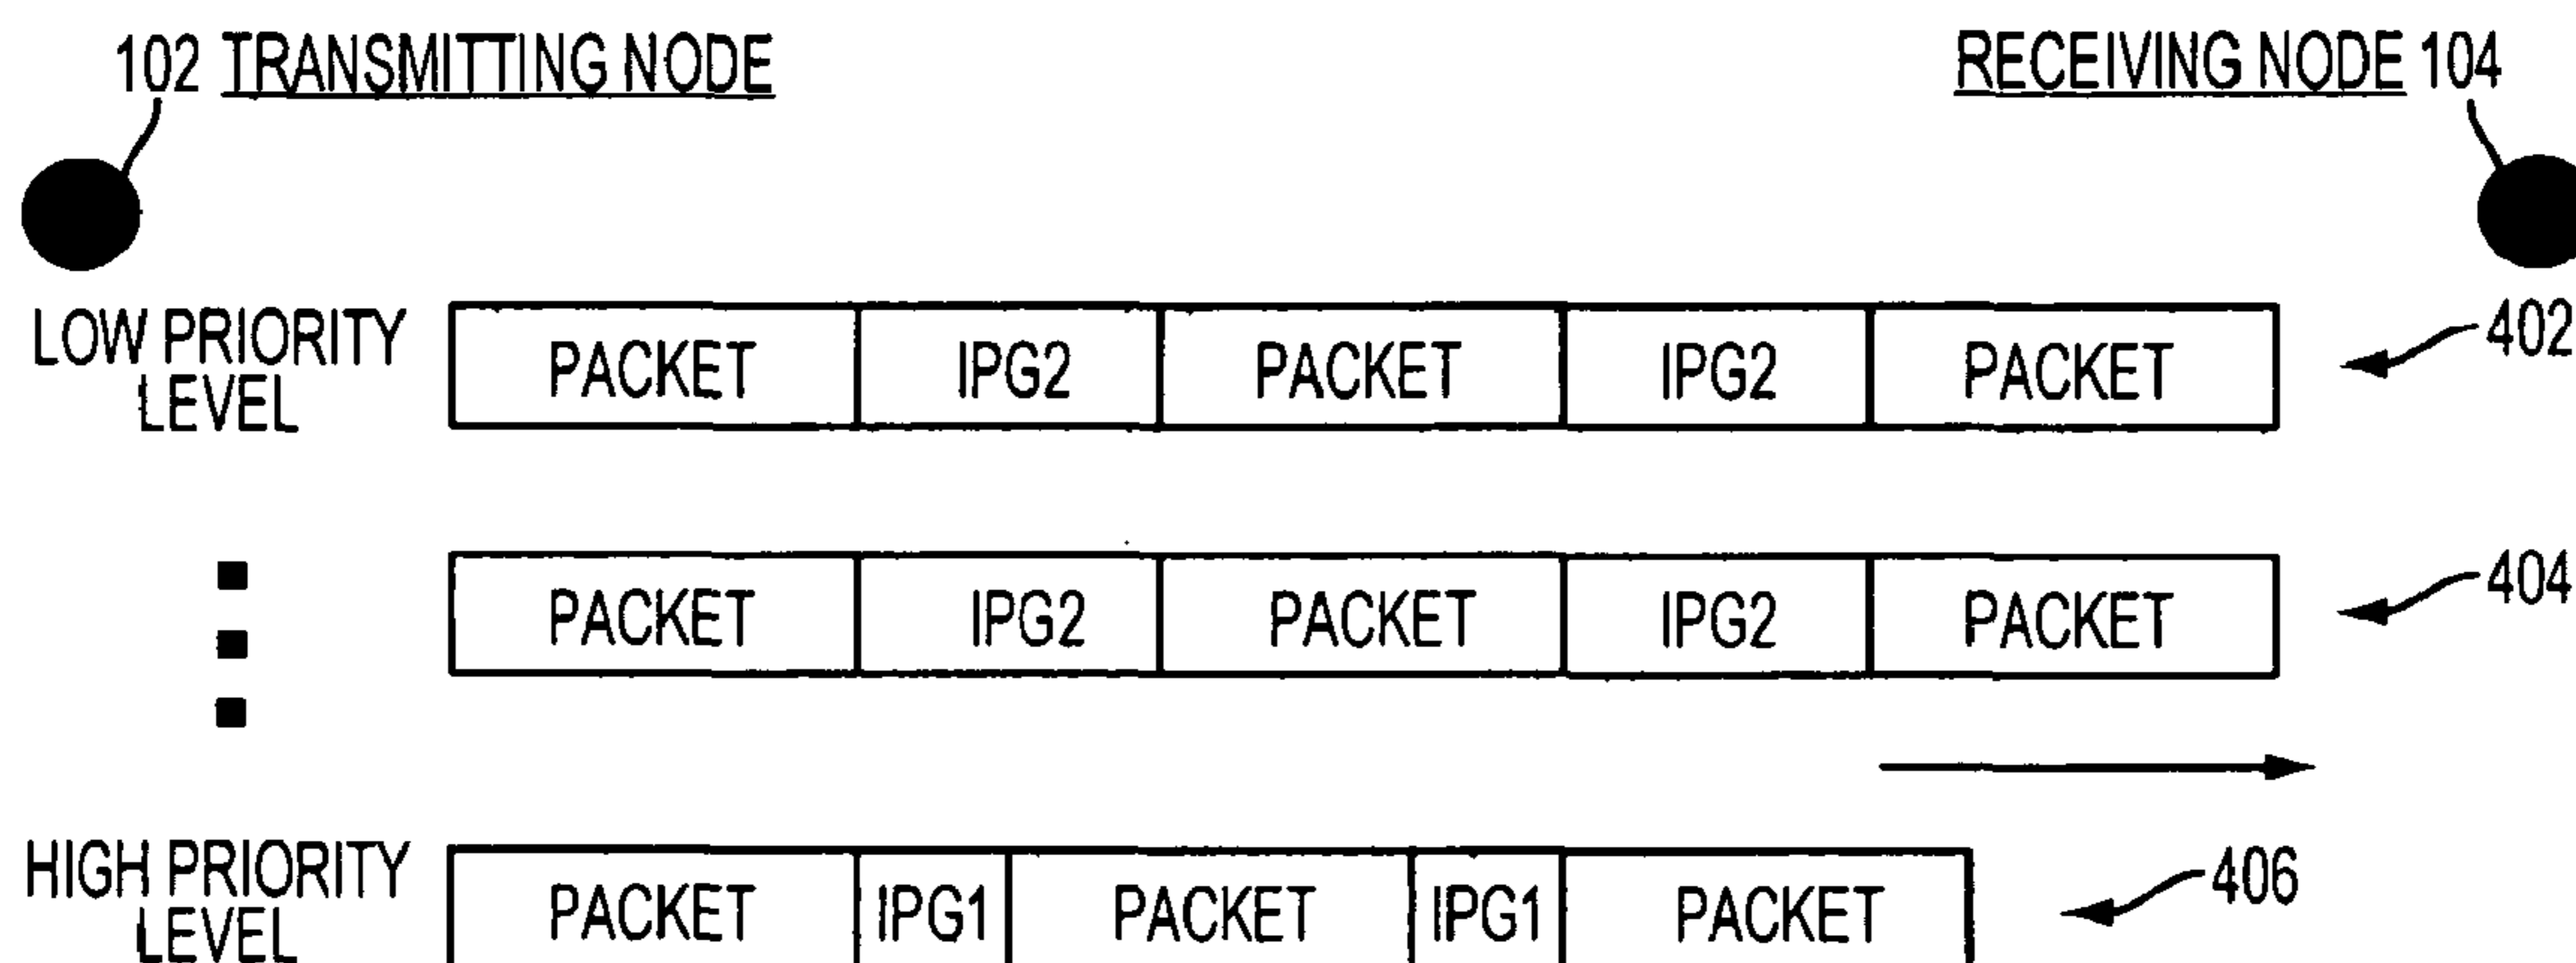 102 TRANSMITTING NODE
RECEIVING NODE 104
LOW PRIORITY
LEVEL
PACKET IPG2 PACKET IPG2 PACKET
402
PACKET IPG2 PACKET IPG2 PACKET
404
HIGH PRIORITY
LEVEL
PACKET IPG1 PACKET IPG1 PACKET
406